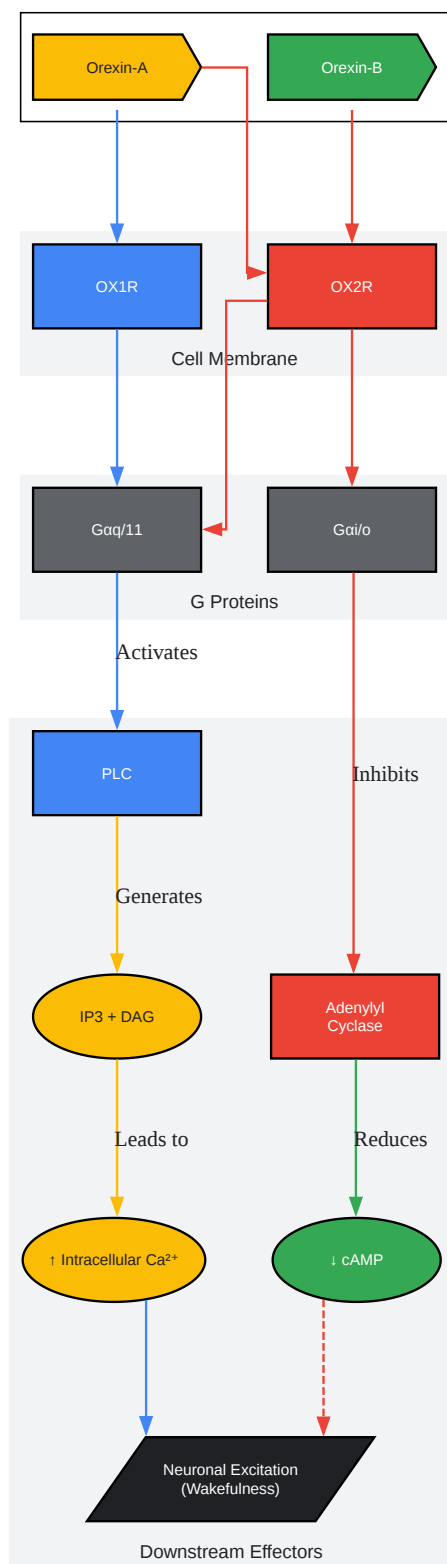 Orexin-A
Orexin-B
OX1R
OX2R
Cell Membrane
Gαq/11
Gαi/o
G Proteins
Activates
PLC
Inhibits
Generates
IP3 + DAG
Adenylyl
Cyclase
Leads to
Reduces
↑ Intracellular Ca²⁺
↓ cAMP
Neuronal Excitation
(Wakefulness)
Downstream Effectors